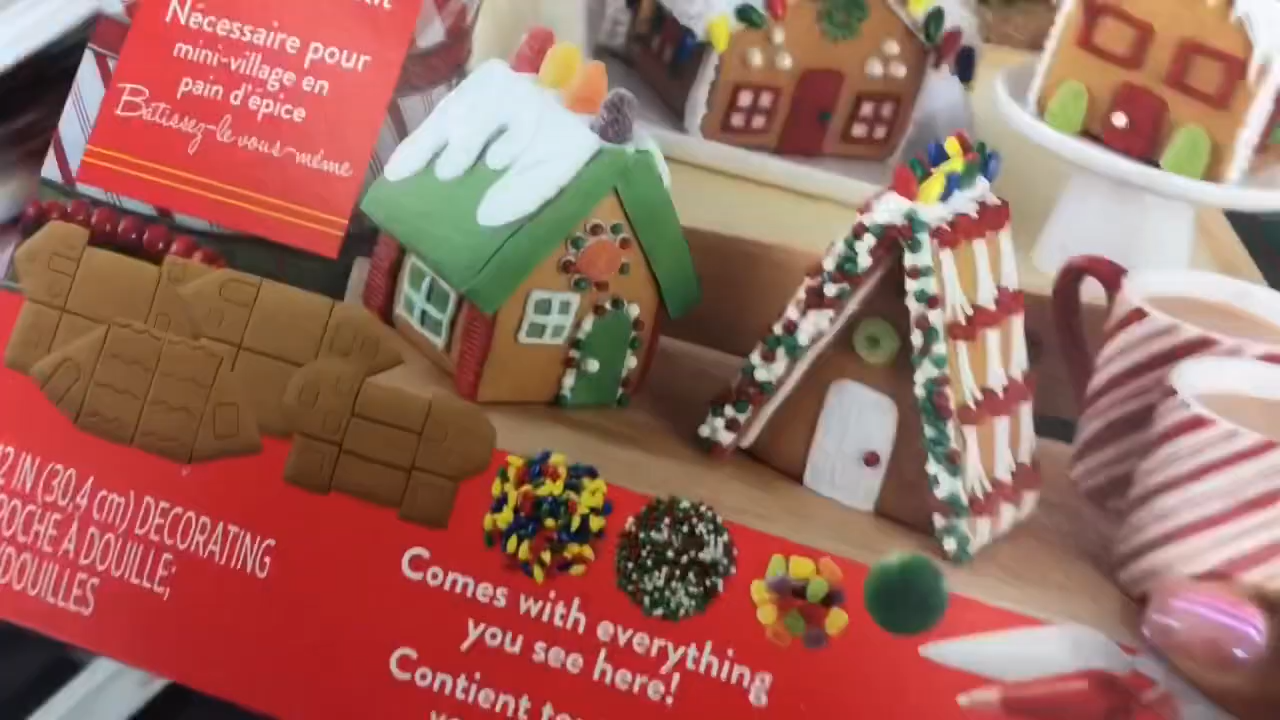 Nécessaire pour
mini-village en
pain d'épice
Bâtissez-le vous-même
12 IN (30,4 cm) DECORATING
POCHE À DOUILLE;
DOUILLES
Comes with everything
you see here!
Contient